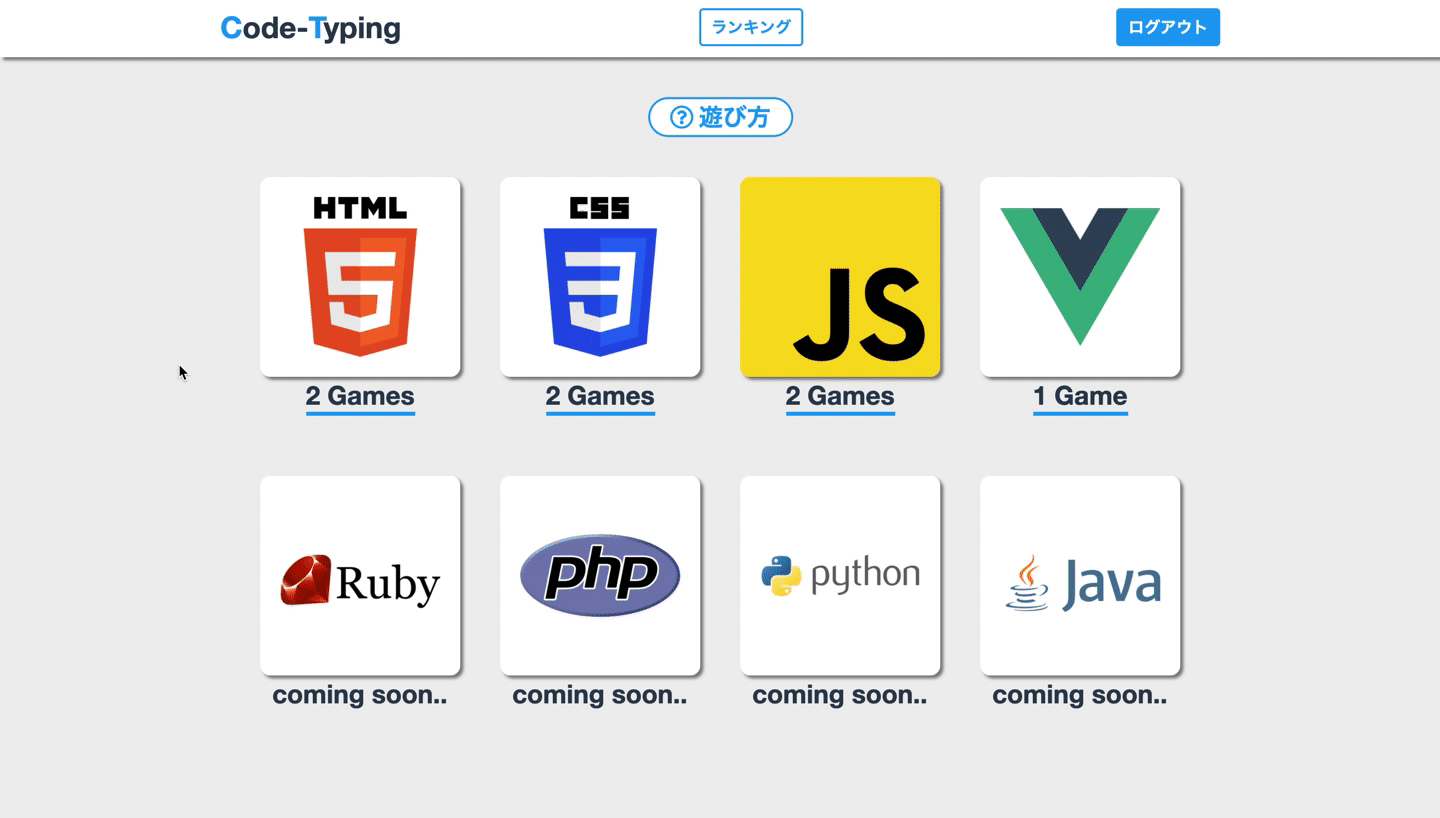 Code-Typing
ランキング
ログアウト
? 遊び方
HTML
5
CSS
3
JS
2 Games
2 Games
2 Games
1 Game
Ruby
php
python
Java
coming soon..
coming soon..
coming soon..
coming soon..